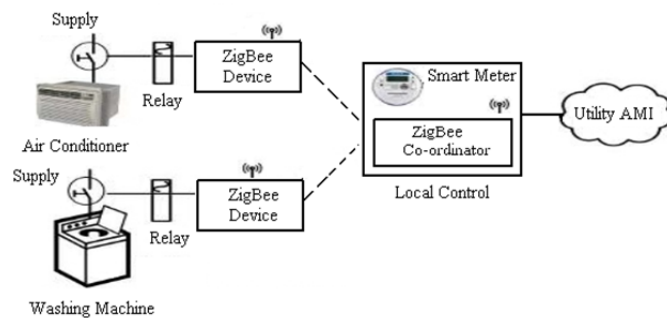 Supply
ZigBee
Device
Relay
Air Conditioner
Supply
ZigBee
Device
Relay
Washing Machine
Smart Meter
ZigBee
Co-ordinator
Local Control
Utility AMI